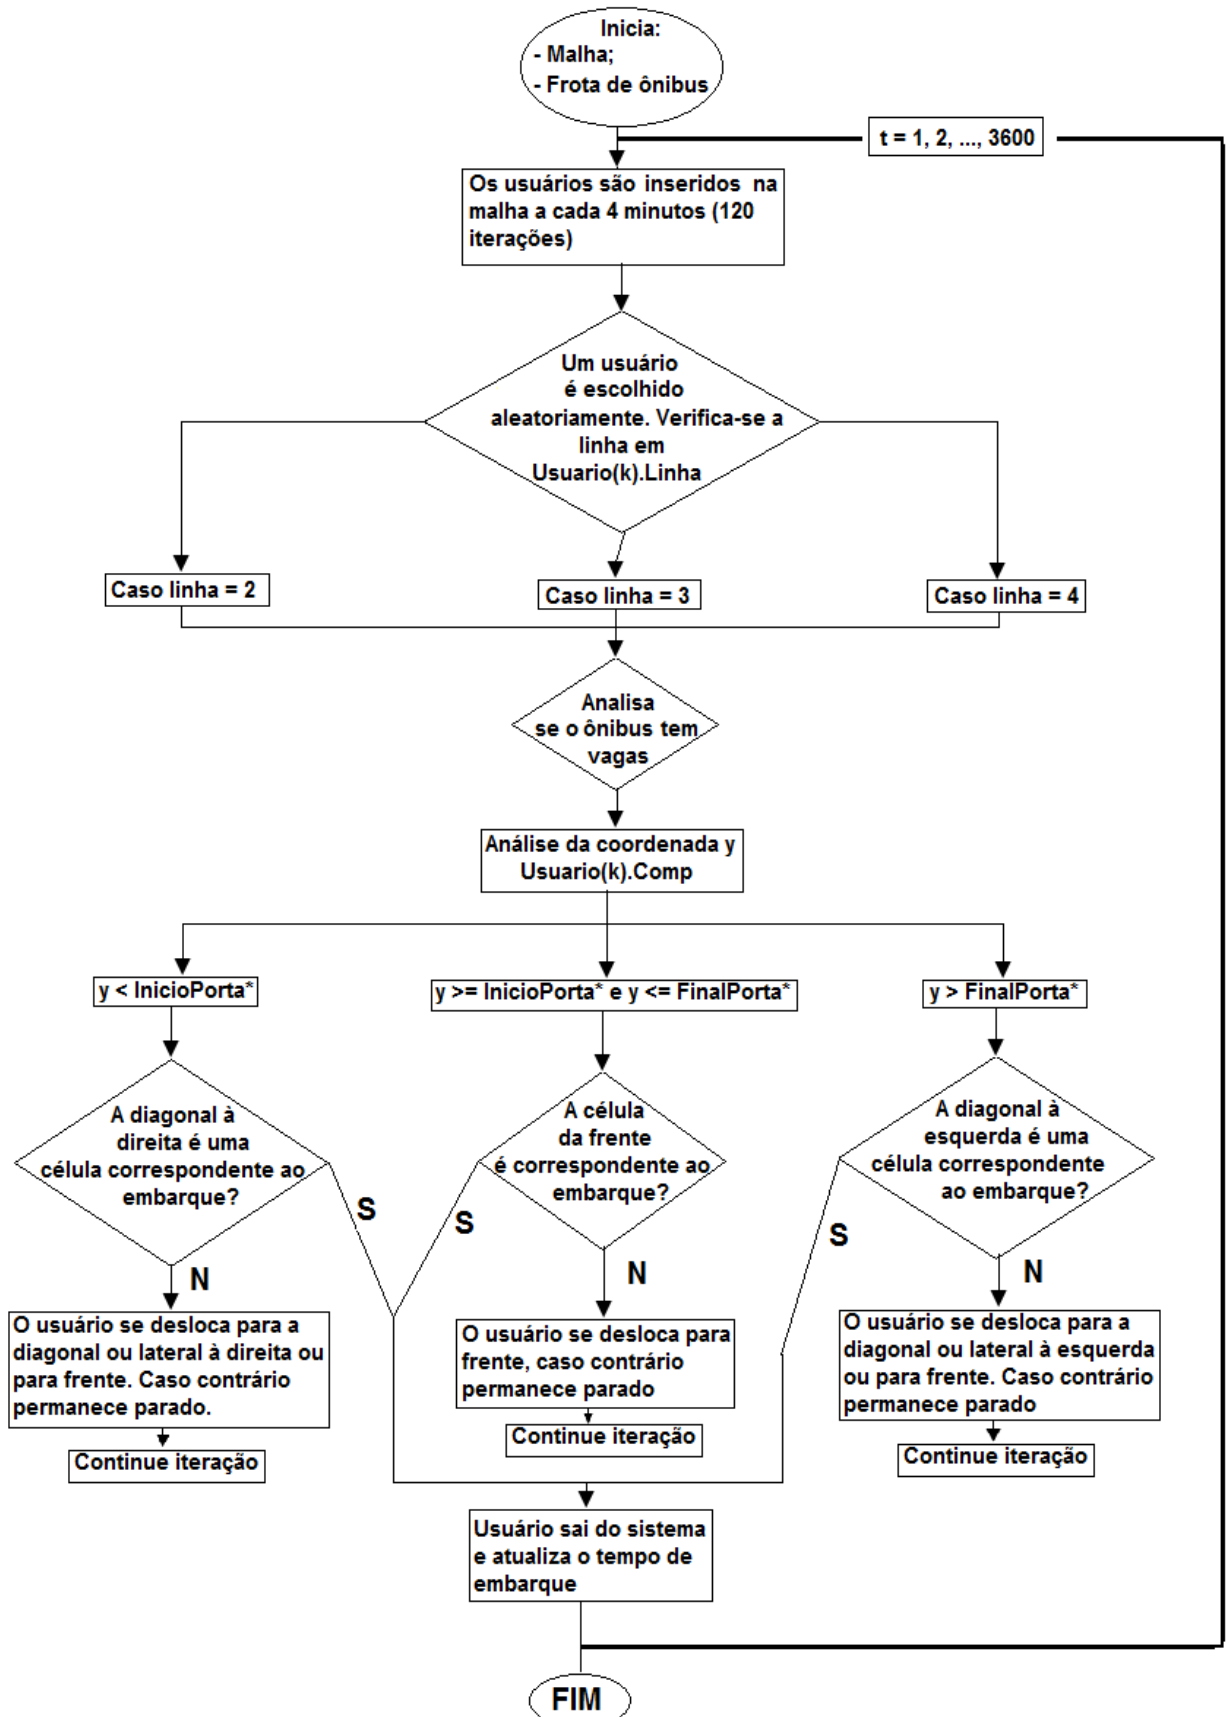 Inicia:
- Malha;
- Frota de ônibus
t = 1, 2, ..., 3600
Os usuários são inseridos na
malha a cada 4 minutos (120
iterações)
Um usuário
é escolhido
aleatoriamente. Verifica-se a
linha em
Usuario(k).Linha
Caso linha = 2
Caso linha = 3
Caso linha = 4
Analisa
se o ônibus tem
vagas
Análise da coordenada y
Usuario(k).Comp
y < InicioPorta*
y >= InicioPorta* e y <= FinalPorta*
y > FinalPorta*
A diagonal à
direita é uma
célula correspondente ao
embarque?
A célula
da frente
é correspondente ao
embarque?
A diagonal à
esquerda é uma
célula correspondente
ao embarque?
S
S
S
N
N
N
O usuário se desloca para a
diagonal ou lateral à direita ou
para frente. Caso contrário
permanece parado.
O usuário se desloca para
frente, caso contrário
permanece parado
O usuário se desloca para a
diagonal ou lateral à esquerda
ou para frente. Caso contrário
permanece parado
Continue iteração
Continue iteração
Continue iteração
Usuário sai do sistema
e atualiza o tempo de
embarque
FIM